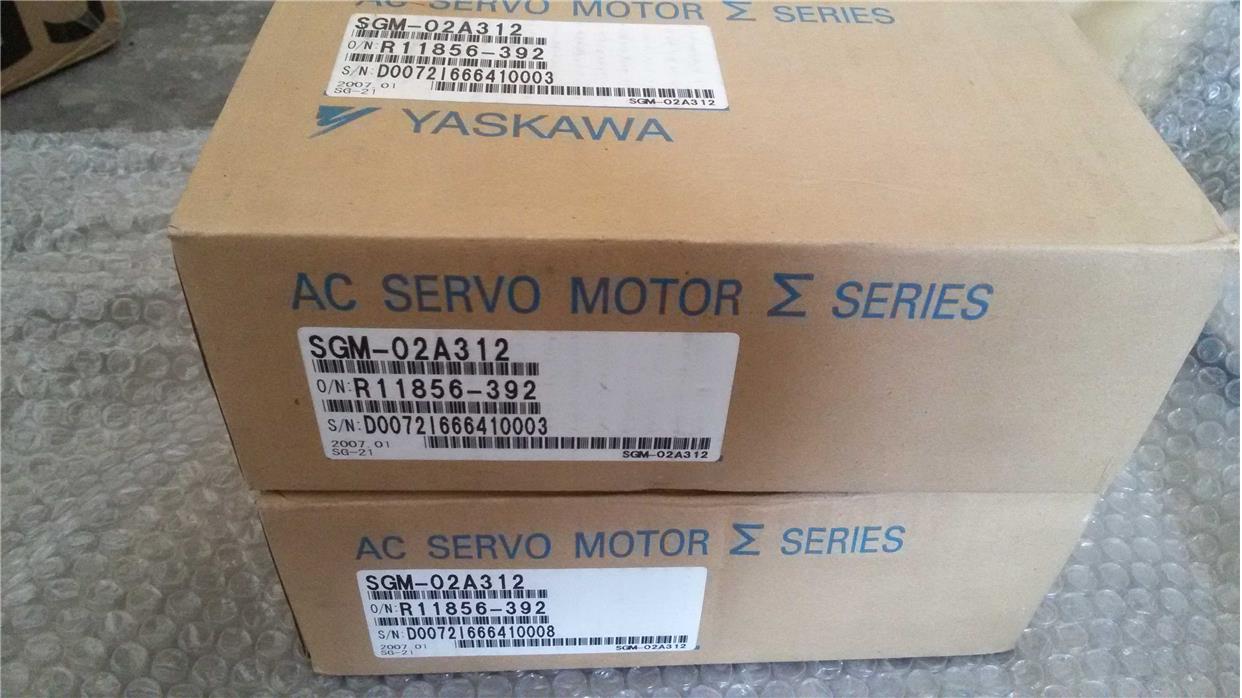 AC SERVO MOTOR Σ SERIES
SGM-02A312
O/N:R11856-392
S/N:D0072I666410003
2007.01
SG-21
SGM-02A312
YASKAWA
AC SERVO MOTOR Σ SERIES
SGM-02A312
O/N:R11856-392
S/N:D0072I666410003
2007.01
SG-21
SGM-02A312
AC SERVO MOTOR Σ SERIES
SGM-02A312
O/N:R11856-392
S/N:D0072I666410008
2007.01
SG-21
SGM-02A312